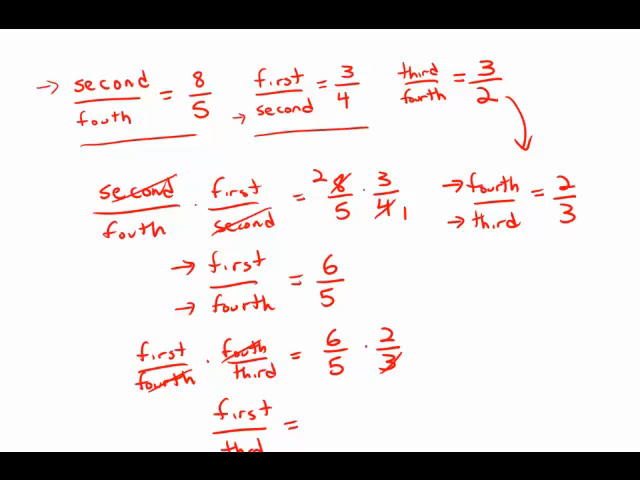 → second/fouth = 8/5 → first/second = 3/4 third/fourth = 3/2
second/fouth · first/second = 2 8/5 · 3/4 1 → fourth/→ third = 2/3
→ first/→ fourth = 6/5
first/fourth · fouth/third = 6/5 · 2/3
first/thrd =